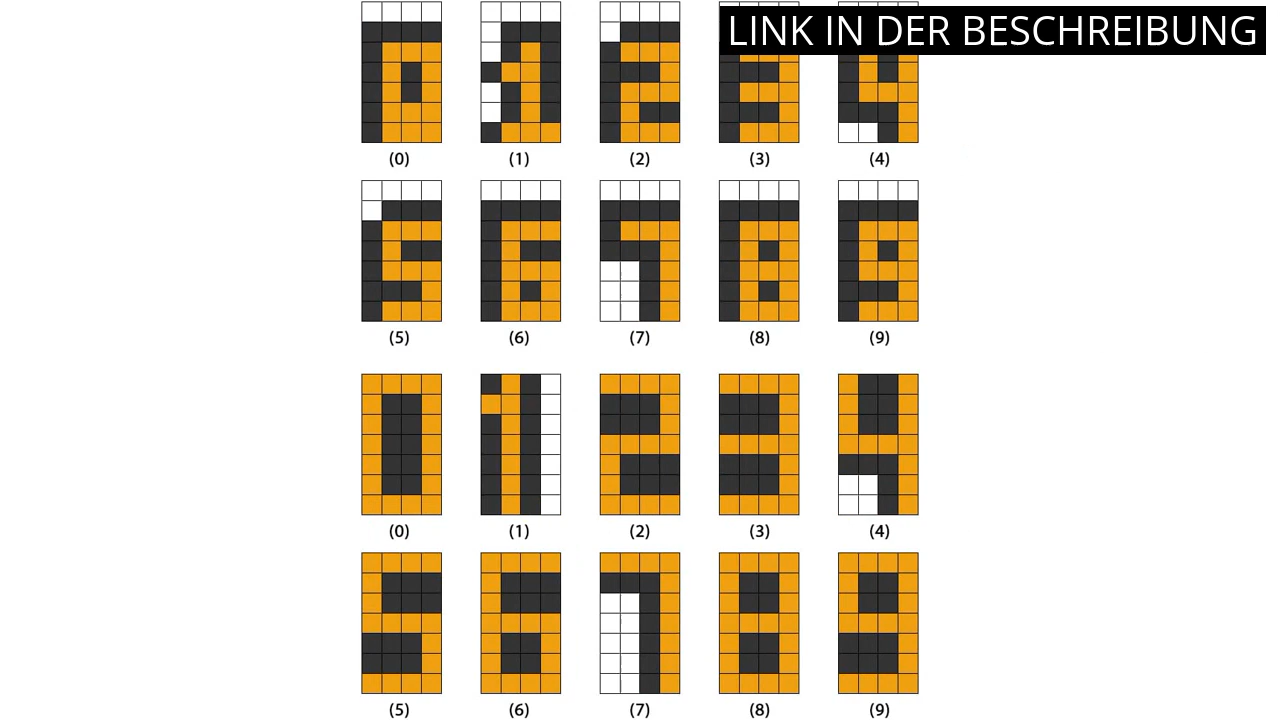 LINK IN DER BESCHREIBUNG
(0) (1) (2) (3) (4)
(5) (6) (7) (8) (9)
(0) (1) (2) (3) (4)
(5) (6) (7) (8) (9)